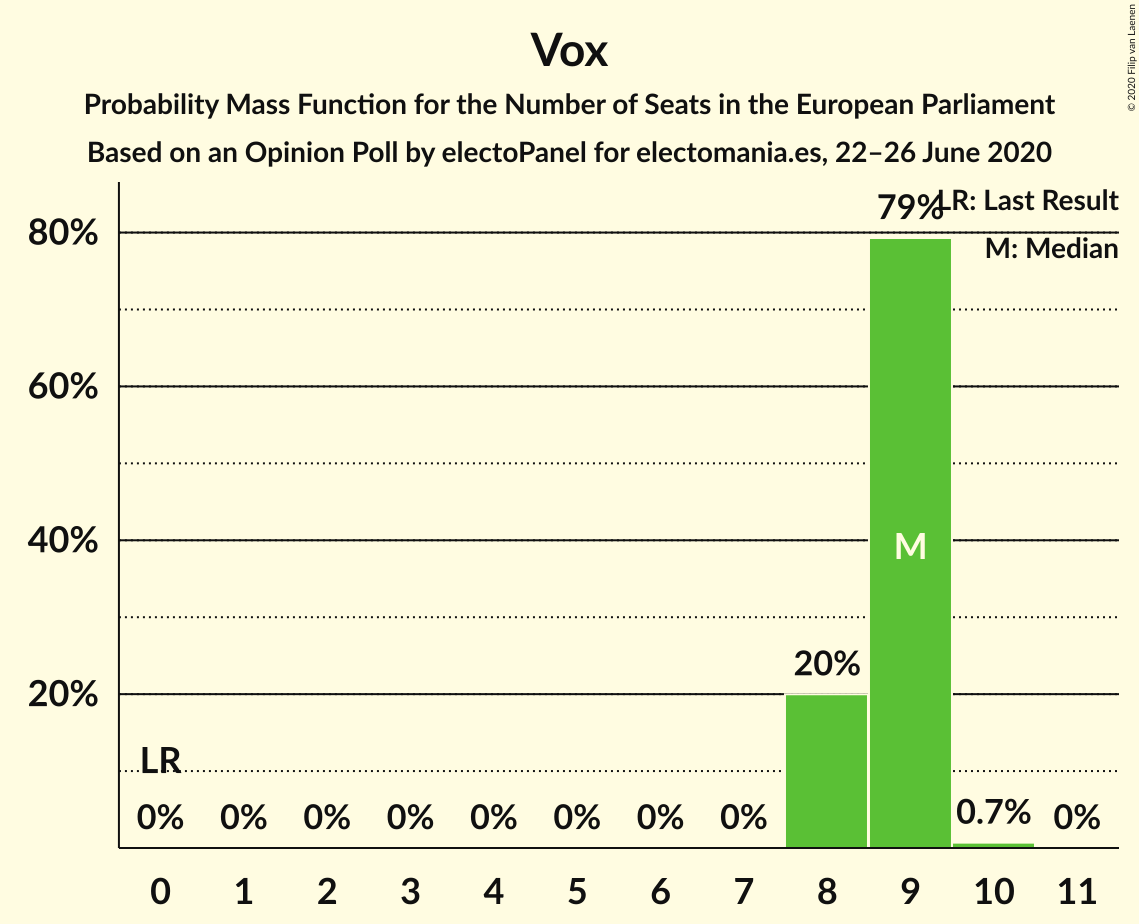 Vox
Probability Mass Function for the Number of Seats in the European Parliament
Based on an Opinion Poll by electoPanel for electomania.es, 22–26 June 2020
© 2020 Filip van Laenen
LR: Last Result
M: Median
80%
60%
40%
20%
LR
0% 0% 0% 0% 0% 0% 0% 0% 20% 79% 0.7% 0%
M
0 1 2 3 4 5 6 7 8 9 10 11